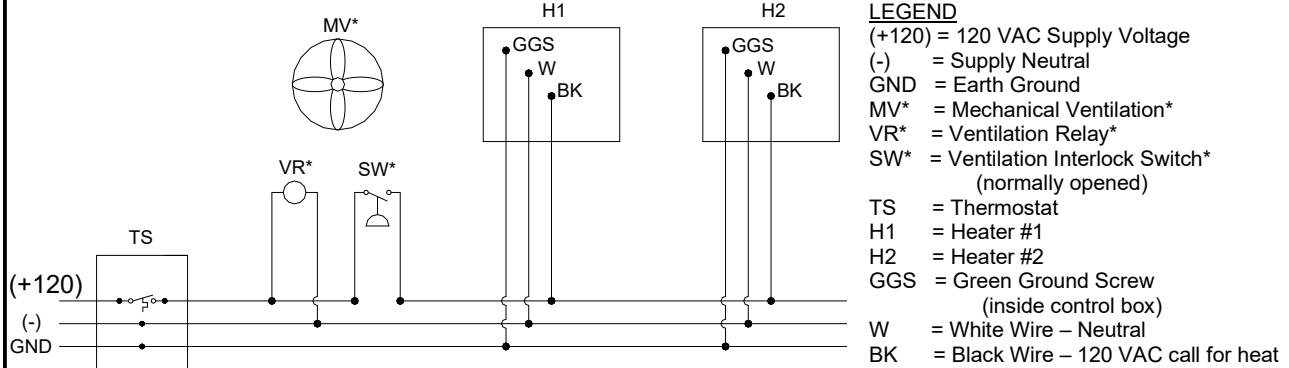 MV*
H1
H2
GGS
W
BK
GGS
W
BK
VR*
SW*
TS
(+120)
(-)
GND
LEGEND
(+120) = 120 VAC Supply Voltage
(-) = Supply Neutral
GND = Earth Ground
MV* = Mechanical Ventilation*
VR* = Ventilation Relay*
SW* = Ventilation Interlock Switch*
(normally opened)
TS = Thermostat
H1 = Heater #1
H2 = Heater #2
GGS = Green Ground Screw
(inside control box)
W = White Wire – Neutral
BK = Black Wire – 120 VAC call for heat